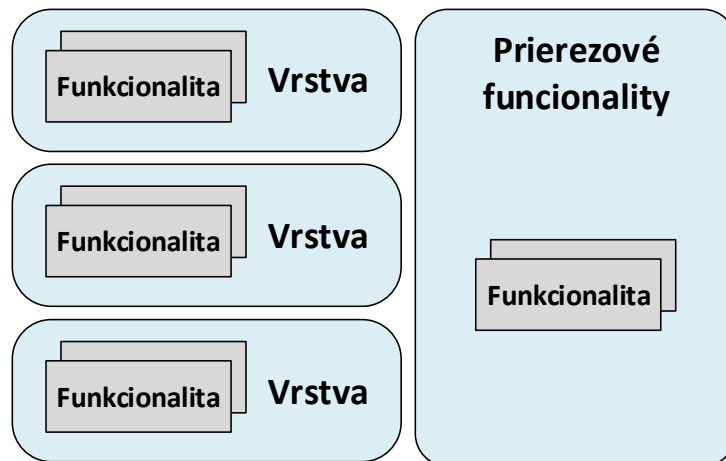 Funkcionalita
Vrstva
Funkcionalita
Vrstva
Funkcionalita
Vrstva
Prierezové
funcionality
Funkcionalita